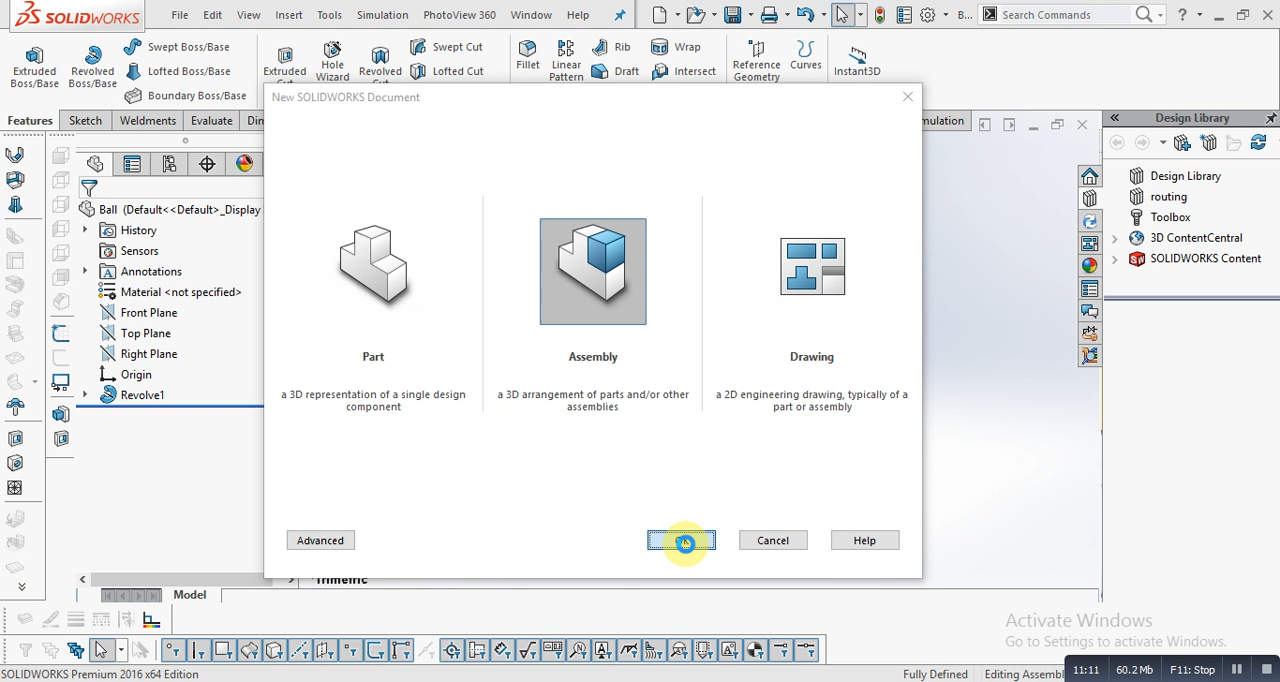 SOLIDWORKS File Edit View Insert Tools Simulation PhotoView 360 Window Help B... Search Commands ?
Extruded Boss/Base
Revolved Boss/Base
Swept Boss/Base
Lofted Boss/Base
Boundary Boss/Base
Extruded
Hole Wizard
Revolved
Swept Cut
Lofted Cut
Fillet
Linear Pattern
Rib
Draft
Wrap
Intersect
Reference Geometry
Curves
Instant3D
Features Sketch Weldments Evaluate
New SOLIDWORKS Document
Ball (Default<<Default>_Display
History
Sensors
Annotations
Material <not specified>
Front Plane
Top Plane
Right Plane
Origin
Revolve1
Part
a 3D representation of a single design
component
Assembly
a 3D arrangement of parts and/or other
assemblies
Drawing
a 2D engineering drawing, typically of a
part or assembly
Advanced Cancel Help
Design Library
Design Library
routing
Toolbox
3D ContentCentral
SOLIDWORKS Content
Model
Activate Windows
Go to Settings to activate Windows.
SOLIDWORKS Premium 2016 x64 Edition Fully Defined
11:11 60.2Mb F11: Stop